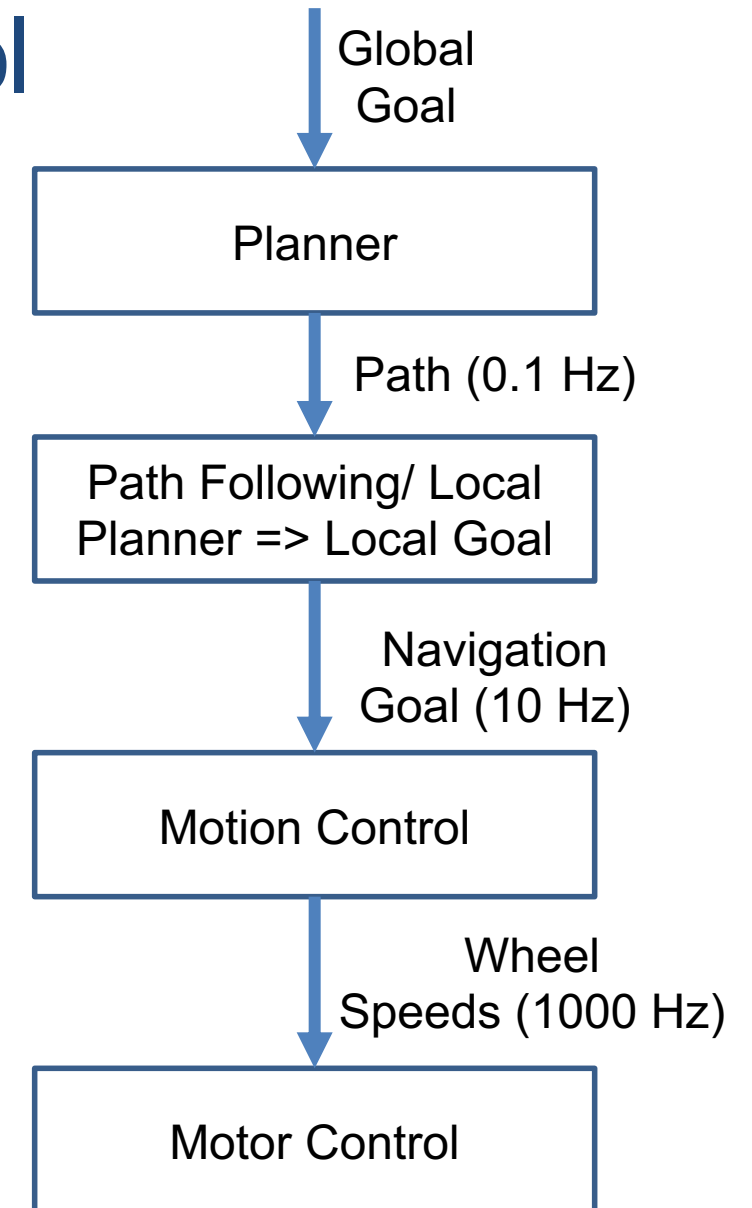 ol
Global
Goal
Planner
Path (0.1 Hz)
Path Following/ Local
Planner => Local Goal
Navigation
Goal (10 Hz)
Motion Control
Wheel
Speeds (1000 Hz)
Motor Control